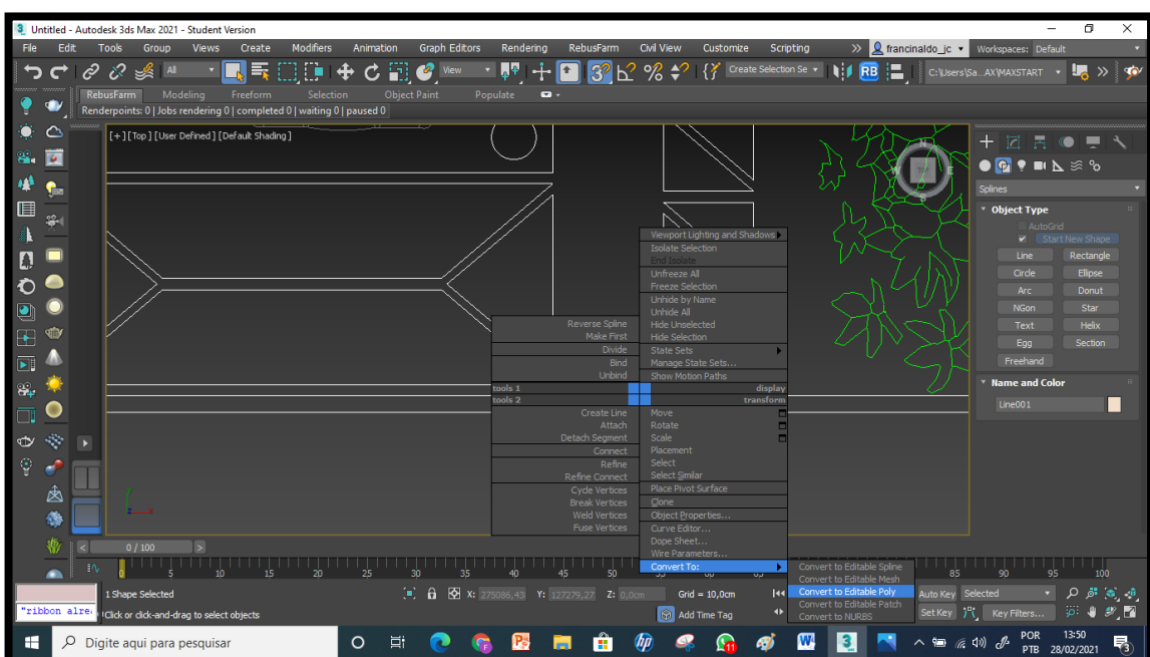 Untitled - Autodesk 3ds Max 2021 - Student Version
File Edit Tools Group Views Create Modifiers Animation Graph Editors Rendering RebusFarm Civil View Customize Scripting francinaldo_jc Workspaces: Default
All View Create Selection Se RB C:\Users\Sa...AX\MAXSTART
RebusFarm Modeling Freeform Selection Object Paint Populate
Renderpoints: 0 | Jobs rendering 0 | completed 0 | waiting 0 | paused 0
[+] [Top ] [User Defined ] [Default Shading ]
Splines
Object Type
AutoGrid
Start New Shape
Line Rectangle
Circle Ellipse
Arc Donut
NGon Star
Text Helix
Egg Section
Freehand
Name and Color
Line001
Viewport Lighting and Shadows
Isolate Selection
End Isolate
Unfreeze All
Freeze Selection
Unhide by Name
Unhide All
Hide Unselected
Hide Selection
State Sets
Manage State Sets...
Show Motion Paths
display
transform
Reverse Spline
Make First
Divide
Bind
Unbind
tools 1
tools 2
Create Line
Attach
Detach Segment
Connect
Refine
Refine Connect
Cycle Vertices
Break Vertices
Weld Vertices
Fuse Vertices
Move
Rotate
Scale
Placement
Select
Select Similar
Place Pivot Surface
Clone
Object Properties...
Curve Editor...
Dope Sheet...
Wire Parameters...
Convert To:
Convert to Editable Spline
Convert to Editable Mesh
Convert to Editable Poly
Convert to Editable Patch
Convert to NURBS
0 / 100
0 5 10 15 20 25 30 35 40 45 50 85 90 95 100
1 Shape Selected
X: 275086,43 Y: 127279,27 Z: 0,0cm Grid = 10,0cm
Auto Key Selected
"ribbon alre
Click or click-and-drag to select objects
Add Time Tag
Set Key Key Filters...
Digite aqui para pesquisar
POR
PTB
13:50
28/02/2021